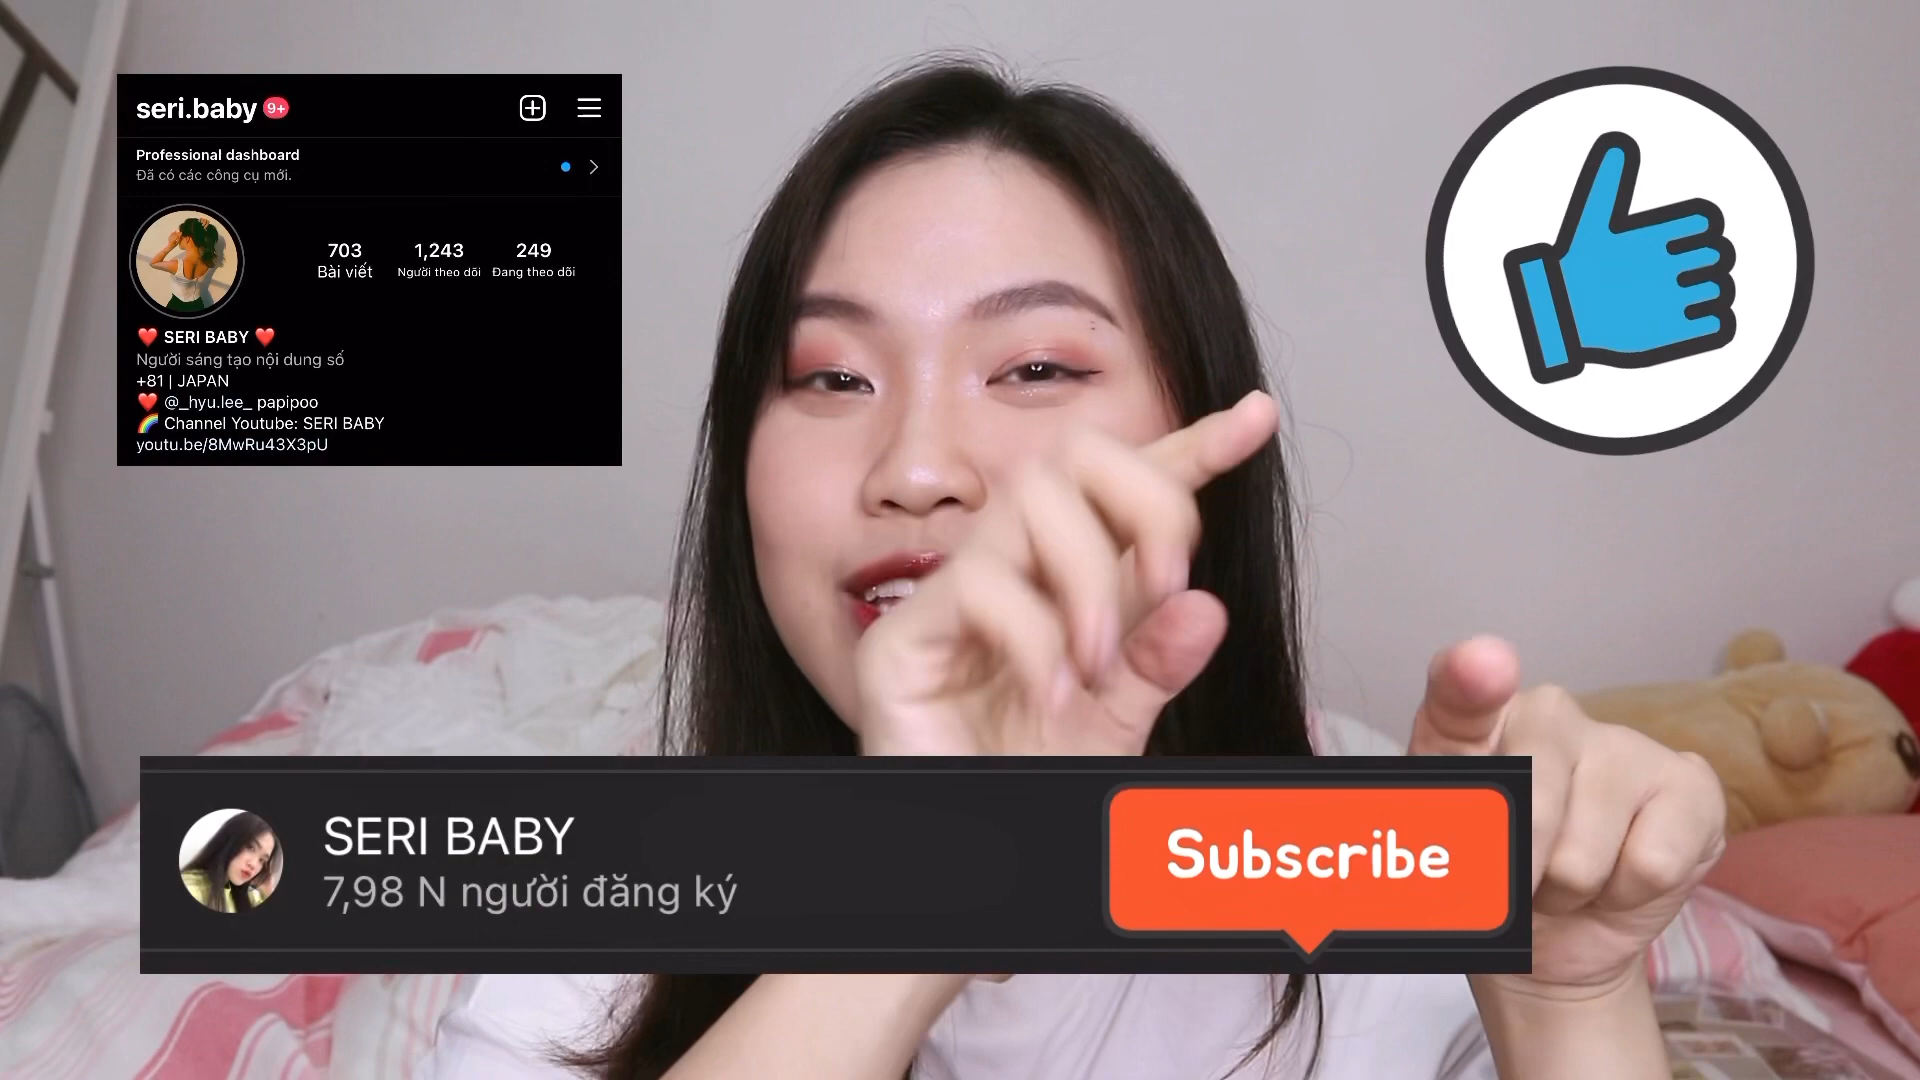 seri.baby 9+
Professional dashboard
Đã có các công cụ mới.
703 1,243 249
Bài viết Người theo dõi Đang theo dõi
❤️ SERI BABY ❤️
Người sáng tạo nội dung số
+81 | JAPAN
❤️ @_hyu.lee_ papipoo
🌈 Channel Youtube: SERI BABY
youtu.be/8MwRu43X3pU
SERI BABY
7,98 N người đăng ký
Subscribe